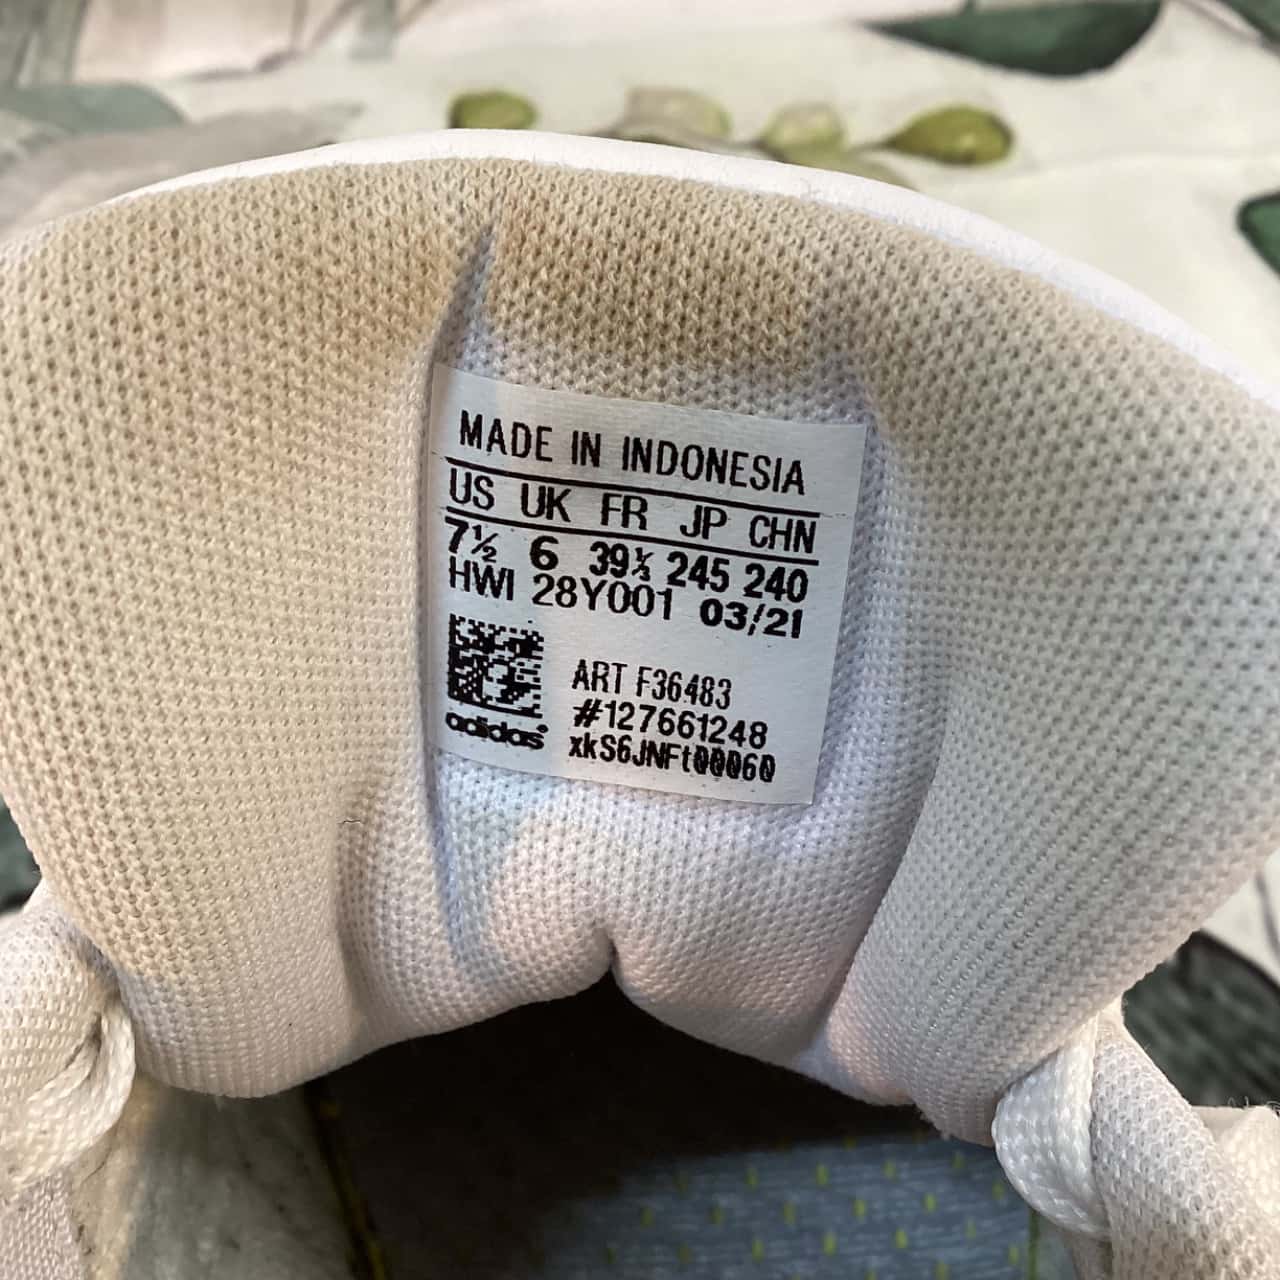 MADE IN INDONESIA
US UK FR JP CHN
7½ 6 39⅓ 245 240
HWI 28Y001 03/21
ART F36483
#127661248
adidas xkS6JNFt00060